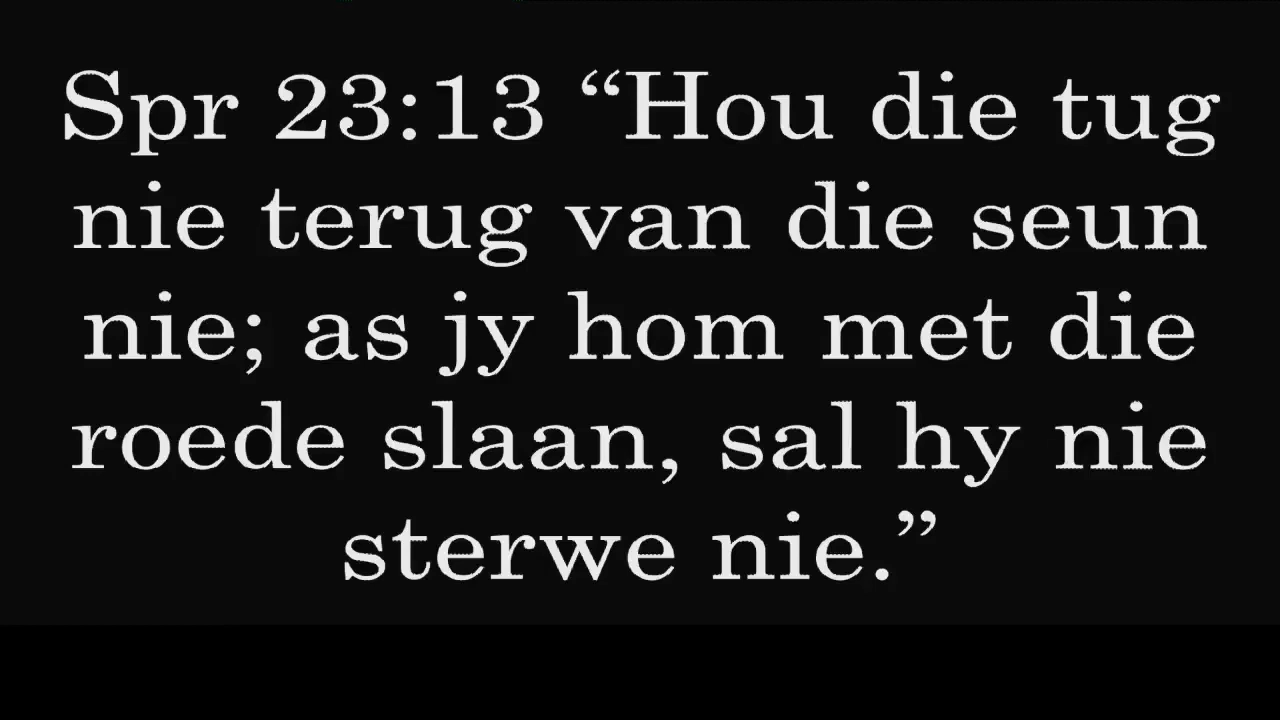 Spr 23:13 “Hou die tug
nie terug van die seun
nie; as jy hom met die
roede slaan, sal hy nie
sterwe nie.”